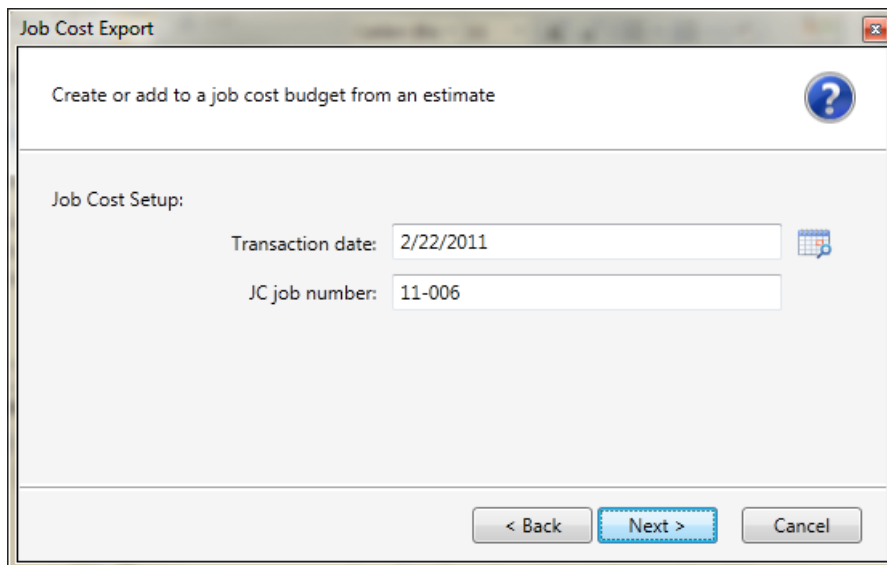 Job Cost Export
Create or add to a job cost budget from an estimate
?
Job Cost Setup:
Transaction date: 2/22/2011
JC job number: 11-006
< Back Next > Cancel